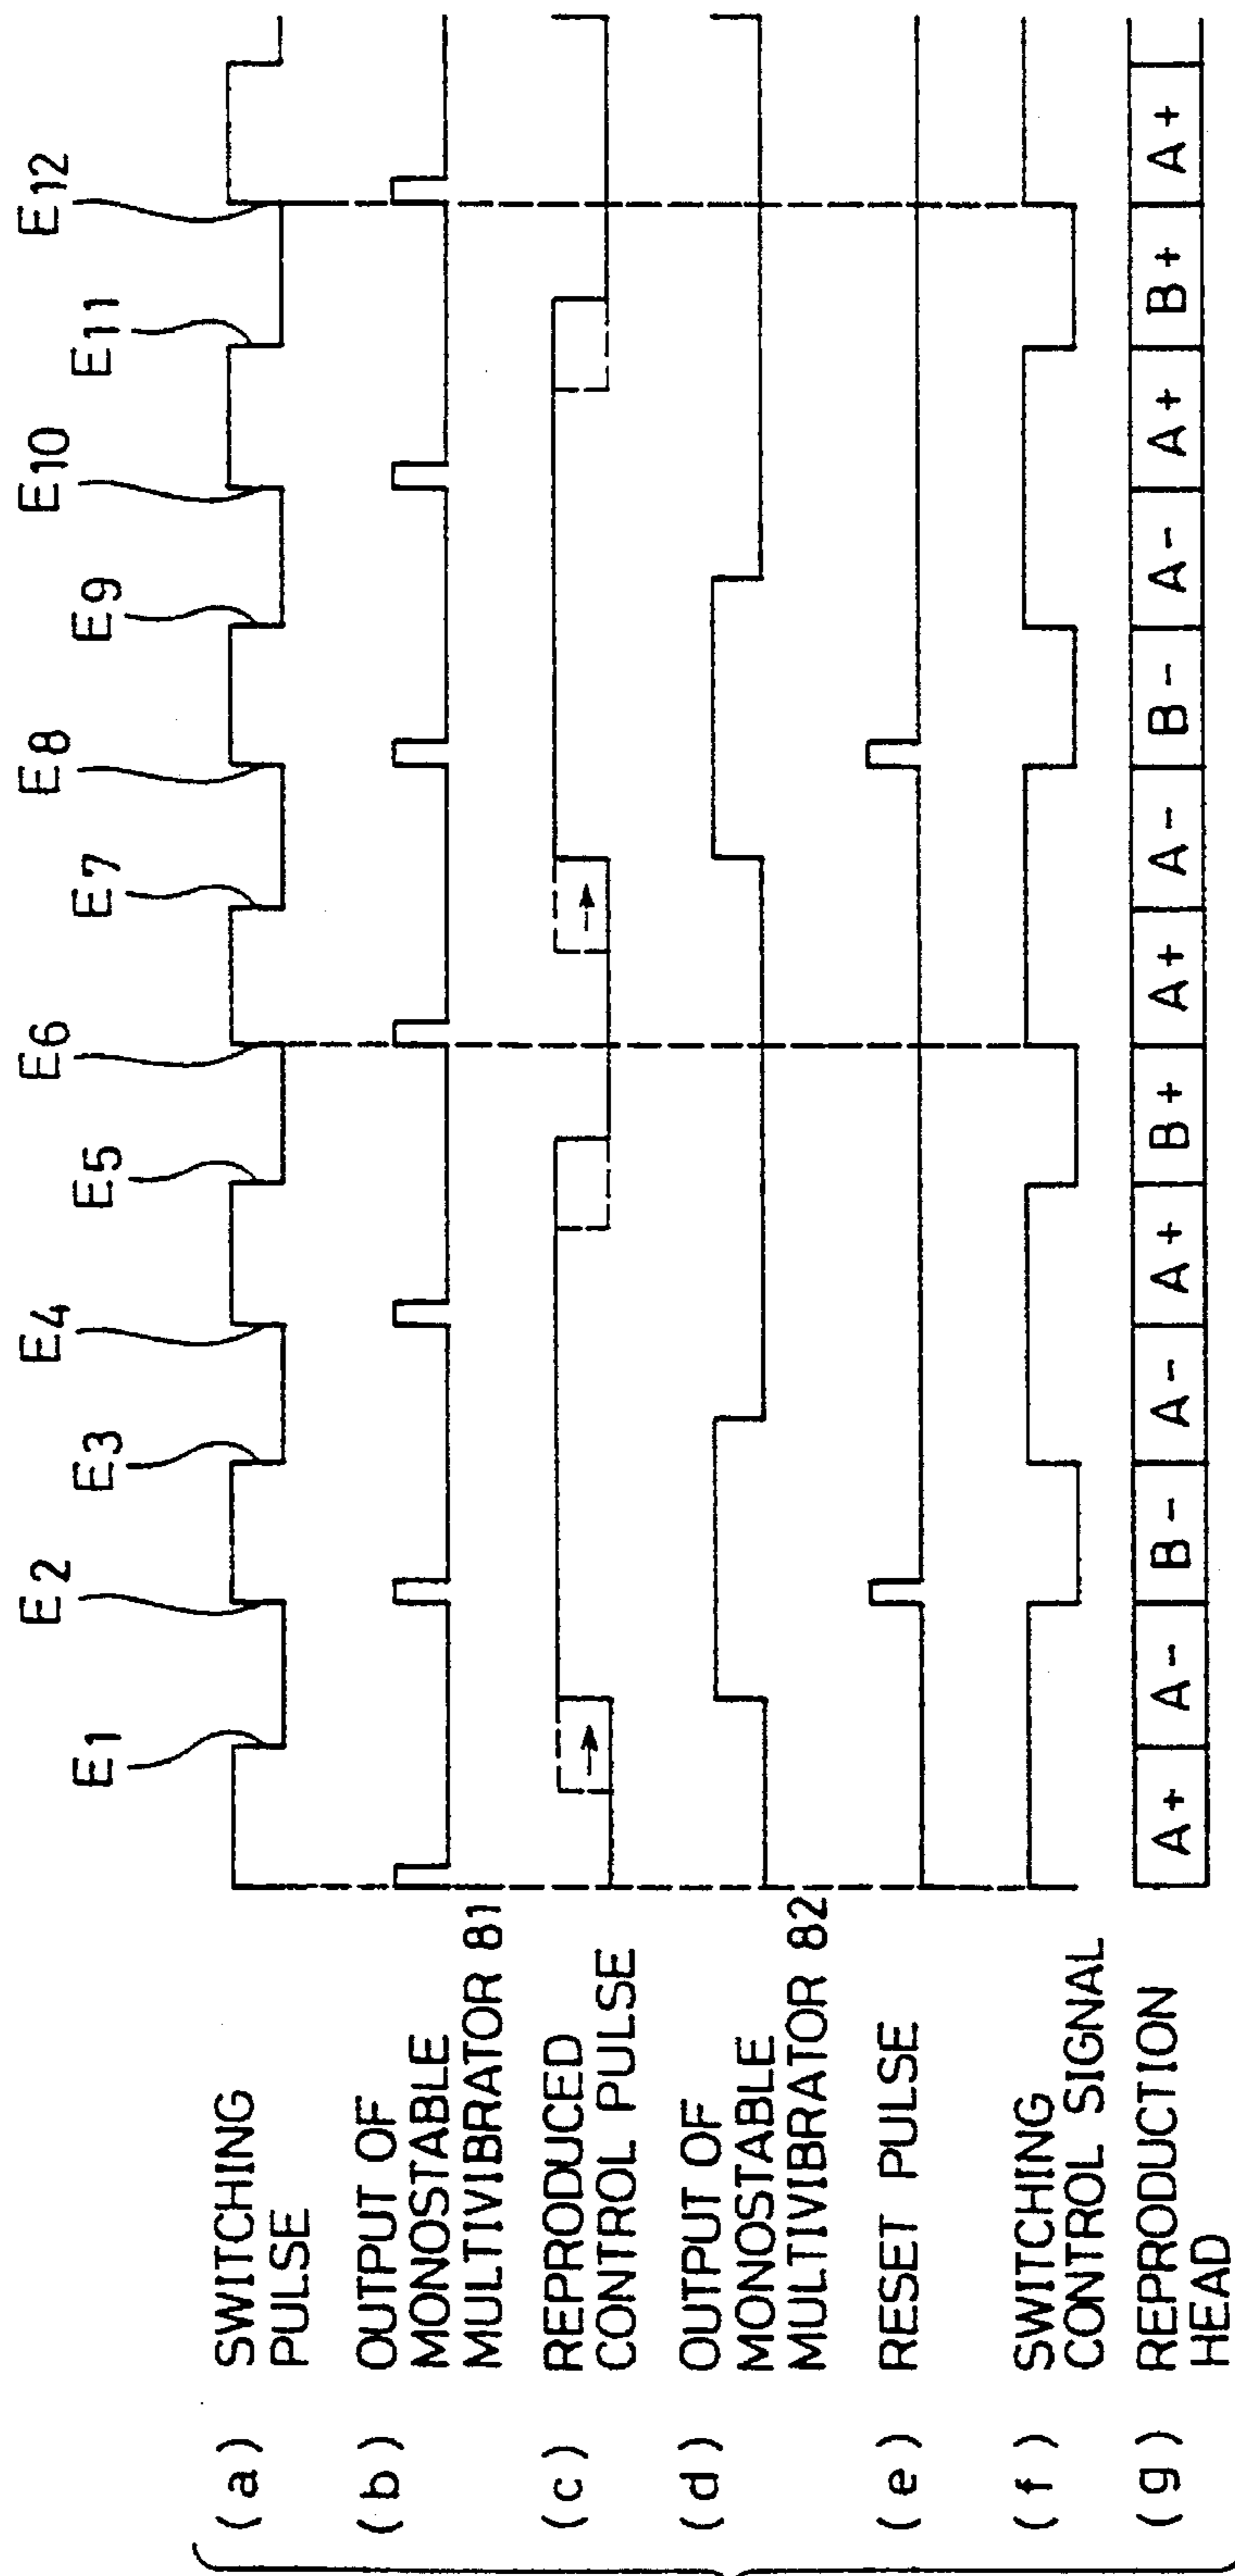 E1 E2 E3 E4 E5 E6 E7 E8 E9 E10 E11 E12
(a) SWITCHING
PULSE
(b) OUTPUT OF
MONOSTABLE
MULTIVIBRATOR 81
(c) REPRODUCED
CONTROL PULSE
(d) OUTPUT OF
MONOSTABLE
MULTIVIBRATOR 82
(e) RESET PULSE
(f) SWITCHING
CONTROL SIGNAL
(g) REPRODUCTION
HEAD
A+ A- B- A- A+ B+ A+ A- B- A- A+ B+ A+